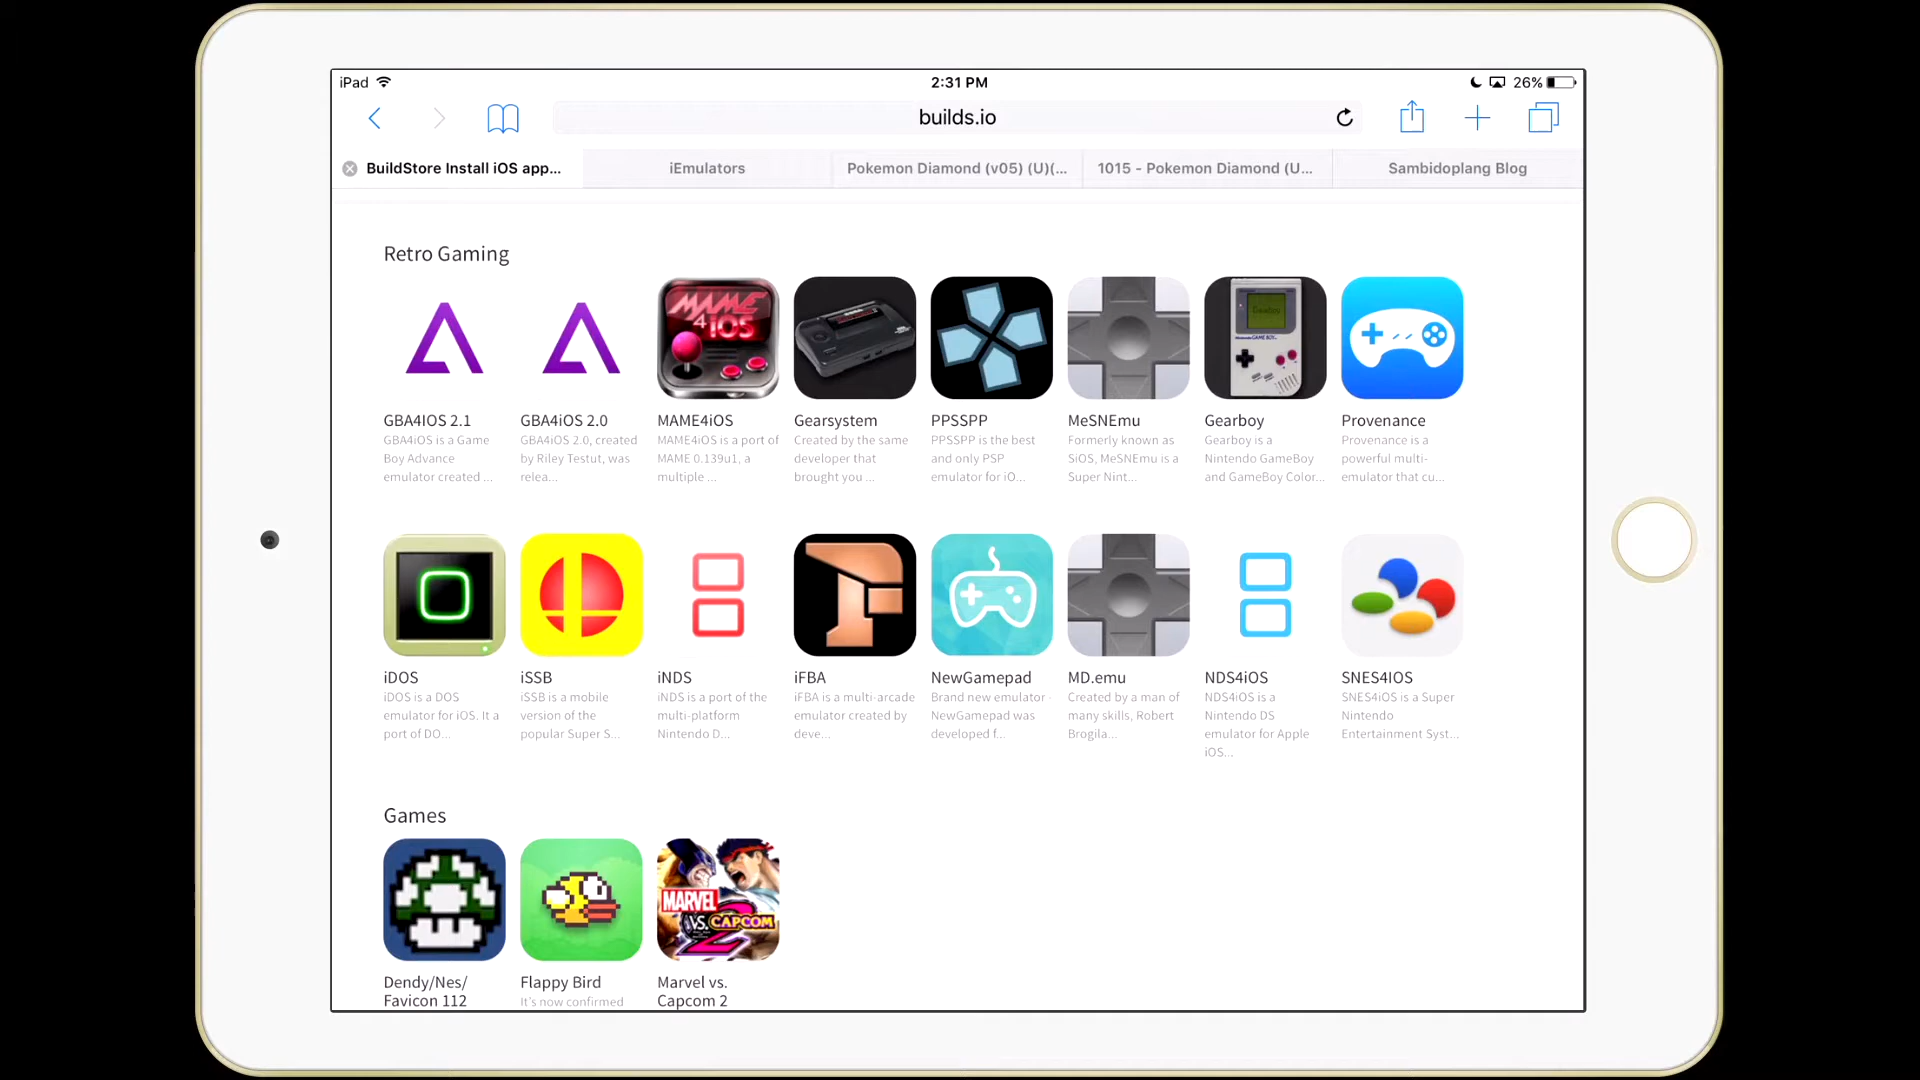 iPad
2:31 PM
26%
builds.io
BuildStore Install iOS app...
iEmulators
Pokemon Diamond (v05) (U)(...
1015 - Pokemon Diamond (U...
Sambidoplang Blog
Retro Gaming
MAME
4iOS
GBA4IOS 2.1
GBA4iOS is a Game
Boy Advance
emulator created ...
GBA4iOS 2.0
GBA4iOS 2.0, created
by Riley Testut, was
relea...
MAME4iOS
MAME4iOS is a port of
MAME 0.139u1, a
multiple ...
Gearsystem
Created by the same
developer that
brought you ...
PPSSPP
PPSSPP is the best
and only PSP
emulator for iO...
MeSNEmu
Formerly known as
SiOS, MeSNEmu is a
Super Nint...
Gearboy
Gearboy is a
Nintendo GameBoy
and GameBoy Color...
Provenance
Provenance is a
powerful multi-
emulator that cu...
iDOS
iDOS is a DOS
emulator for iOS. It a
port of DO...
iSSB
iSSB is a mobile
version of the
popular Super S...
iNDS
iNDS is a port of the
multi-platform
Nintendo D...
iFBA
iFBA is a multi-arcade
emulator created by
deve...
NewGamepad
Brand new emulator -
NewGamepad was
developed f...
MD.emu
Created by a man of
many skills, Robert
Brogila...
NDS4iOS
NDS4iOS is a
Nintendo DS
emulator for Apple
iOS...
SNES4IOS
SNES4iOS is a Super
Nintendo
Entertainment Syst...
Games
MARVEL
VS. CAPCOM
2
Dendy/Nes/
Favicon 112
Flappy Bird
It's now confirmed
Marvel vs.
Capcom 2